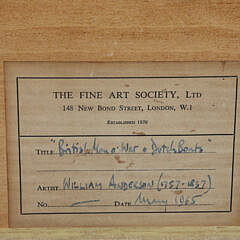 THE FINE ART SOCIETY, LTD
148 NEW BOND STREET, LONDON, W.1
ESTABLISHED 1876
TITLE "British Man o' War & Dutch Boats"
ARTIST WILLIAM ANDERSON (1757-1837)
No. — DATE May 1965